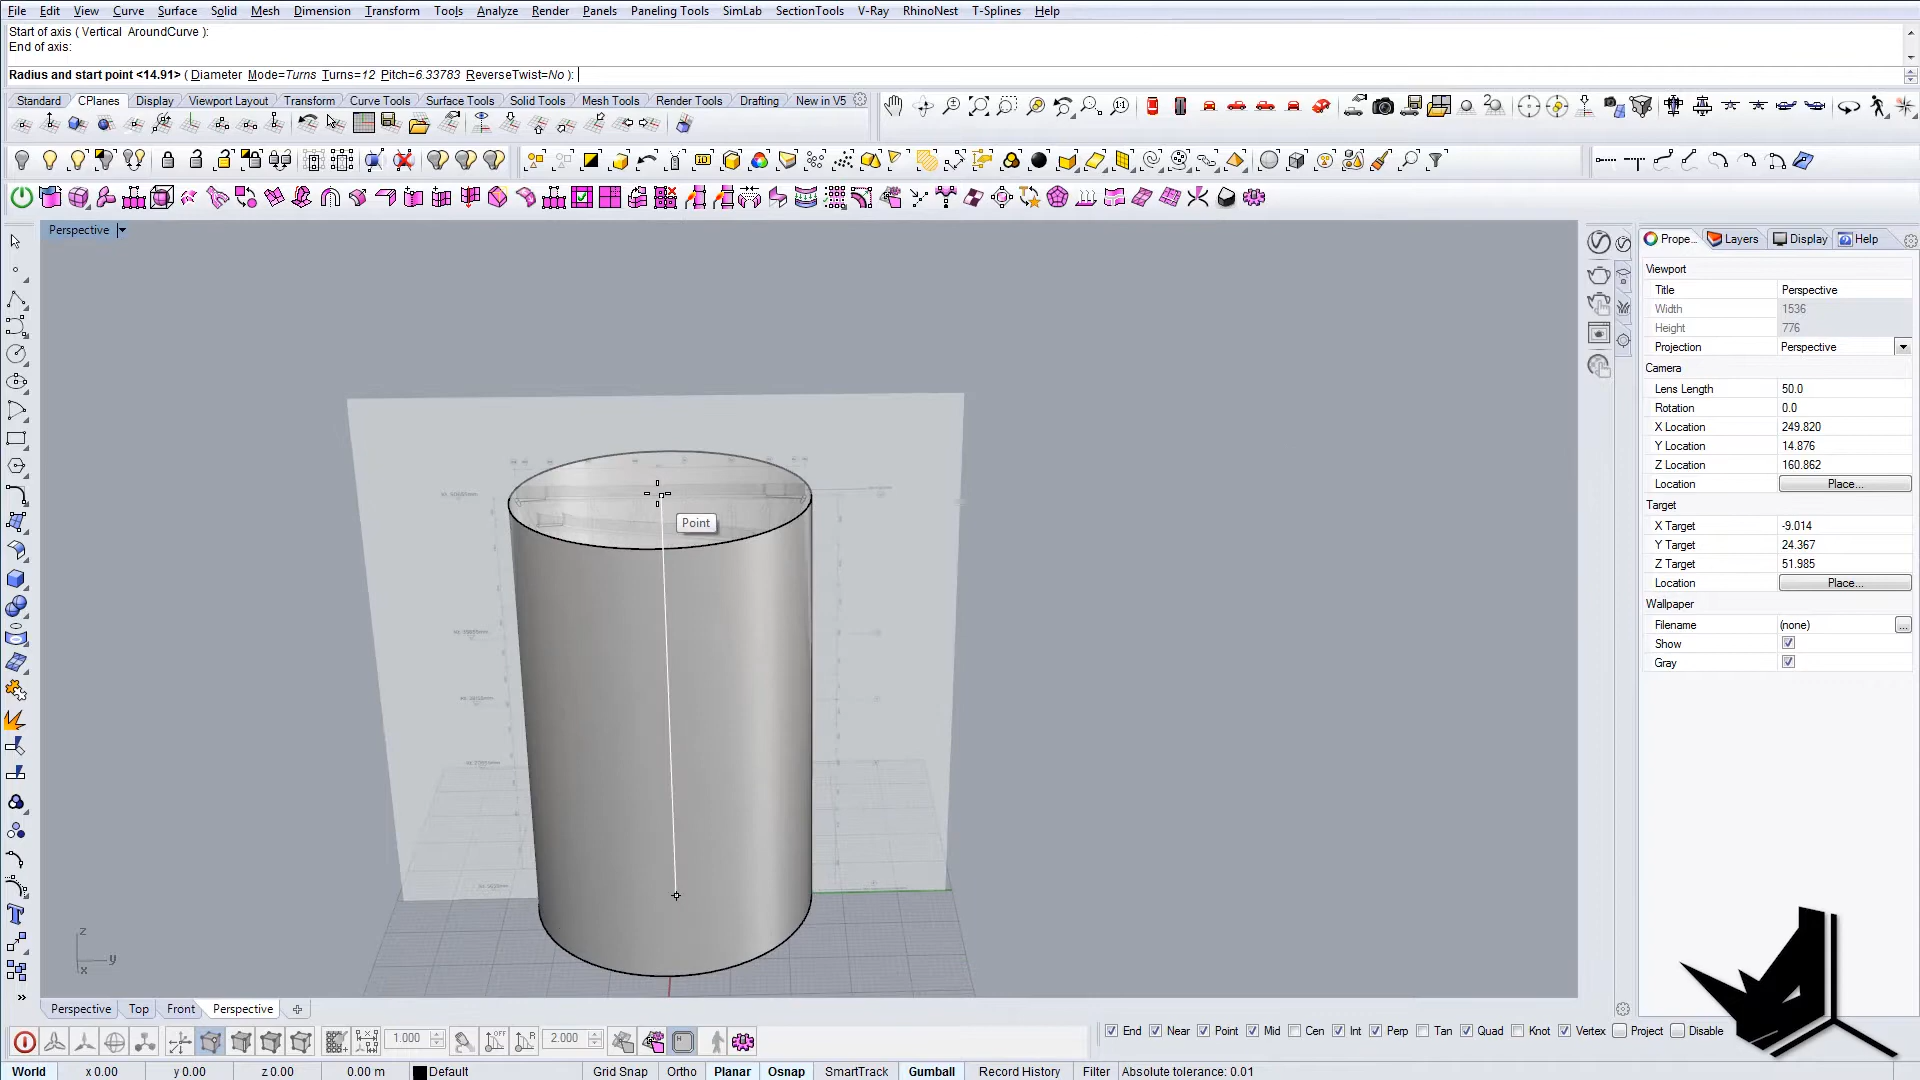 File Edit View Curve Surface Solid Mesh Dimension Transform Tools Analyze Render Panels Paneling Tools SimLab SectionTools V-Ray RhinoNest T-Splines Help
Start of axis ( Vertical AroundCurve ):
End of axis:
Radius and start point <14.91> ( Diameter Mode=Turns Turns=12 Pitch=6.33783 ReverseTwist=No ):
Standard CPlanes Display Viewport Layout Transform Curve Tools Surface Tools Solid Tools Mesh Tools Render Tools Drafting New in V5
Perspective
Prope... Layers Display Help
Viewport
Title Perspective
Width 1536
Height 776
Projection Perspective
Camera
Lens Length 50.0
Rotation 0.0
X Location 249.820
Y Location 14.876
Z Location 160.862
Location Place...
Target
X Target -9.014
Y Target 24.367
Z Target 51.985
Location Place...
Wallpaper
Filename (none) ...
Show
Gray
Point
z
y
x
Perspective Top Front Perspective
1.000 2.000
End Near Point Mid Cen Int Perp Tan Quad Knot Vertex Project Disable
World x 0.00 y 0.00 z 0.00 0.00 m Default Grid Snap Ortho Planar Osnap SmartTrack Gumball Record History Filter Absolute tolerance: 0.01